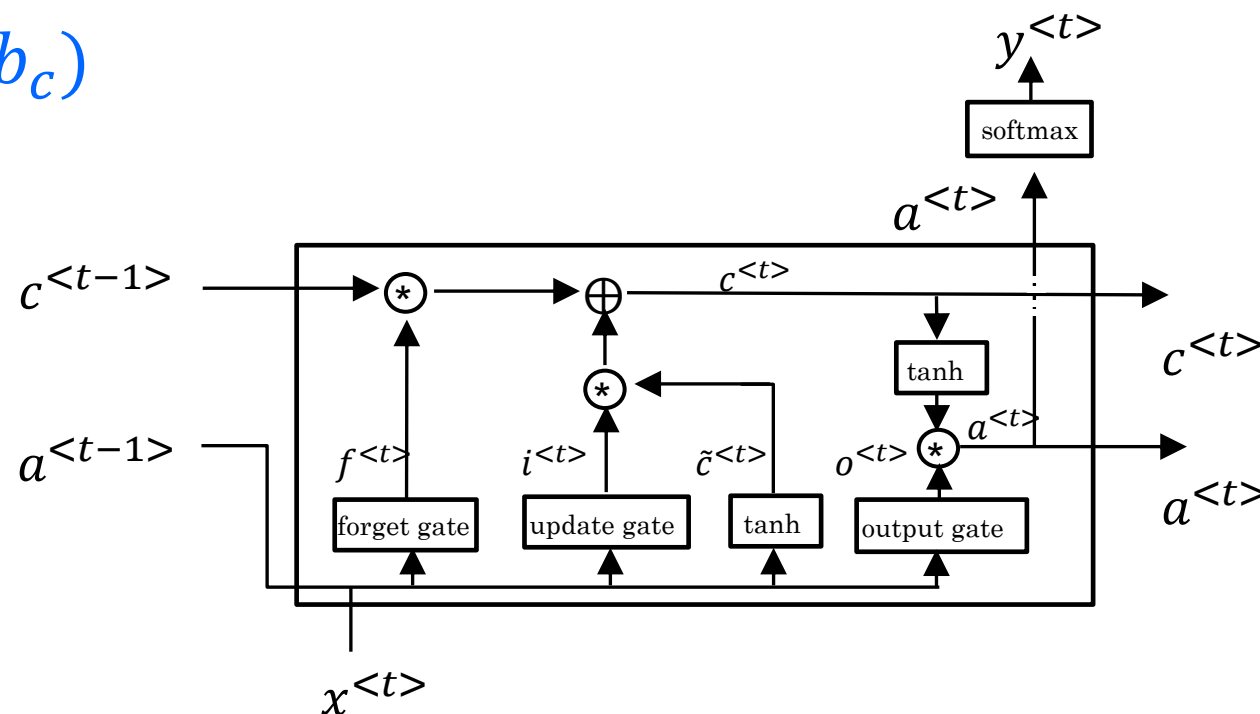 b_c)
y^{<t>}
softmax
a^{<t>}
c^{<t-1>}
*
c^{<t>}
c^{<t>}
tanh
*
a^{<t-1>}
f^{<t>}
i^{<t>}
c̃^{<t>}
o^{<t>}
*
a^{<t>}
a^{<t>}
forget gate
update gate
tanh
output gate
x^{<t>}